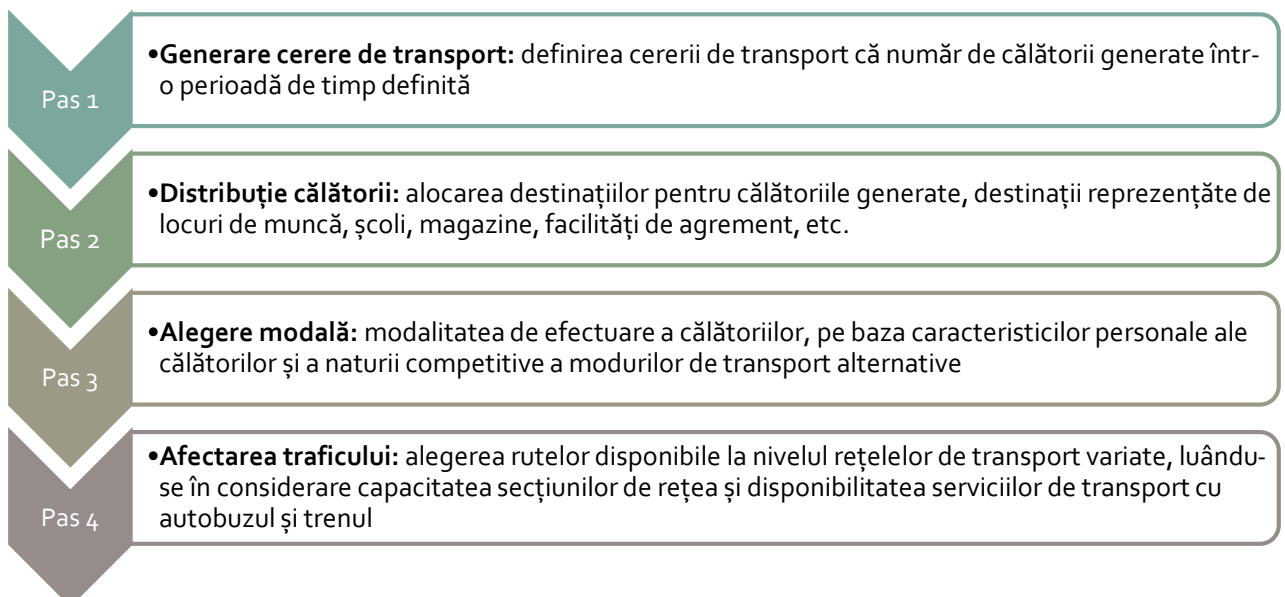 Pas 1
•Generare cerere de transport: definirea cererii de transport că număr de călătorii generate într-
o perioadă de timp definită
Pas 2
•Distribuție călătorii: alocarea destinațiilor pentru călătoriile generate, destinații reprezențăte de
locuri de muncă, școli, magazine, facilități de agrement, etc.
Pas 3
•Alegere modală: modalitatea de efectuare a călătoriilor, pe baza caracteristicilor personale ale
călătorilor și a naturii competitive a modurilor de transport alternative
Pas 4
•Afectarea traficului: alegerea rutelor disponibile la nivelul rețelelor de transport variate, luându-
se în considerare capacitatea secțiunilor de rețea și disponibilitatea serviciilor de transport cu
autobuzul și trenul